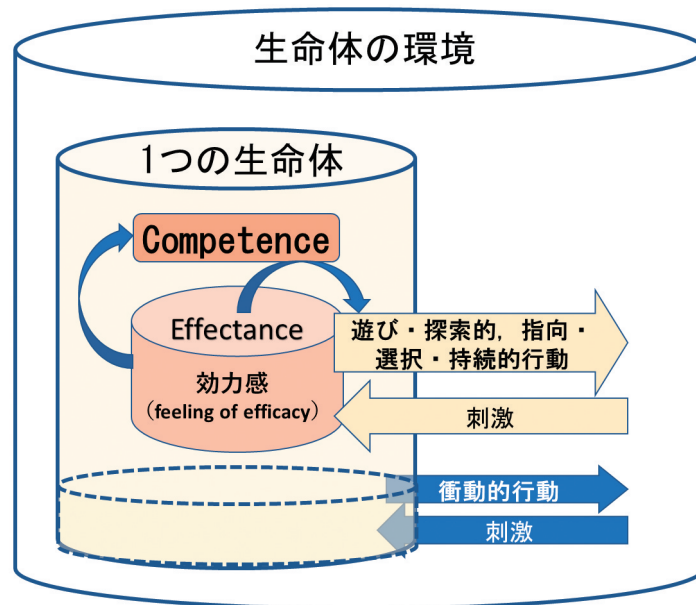 生命体の環境
1つの生命体
Competence
Effectance
効力感
（feeling of efficacy）
遊び・探索的，指向・
選択・持続的行動
刺激
衝動的行動
刺激